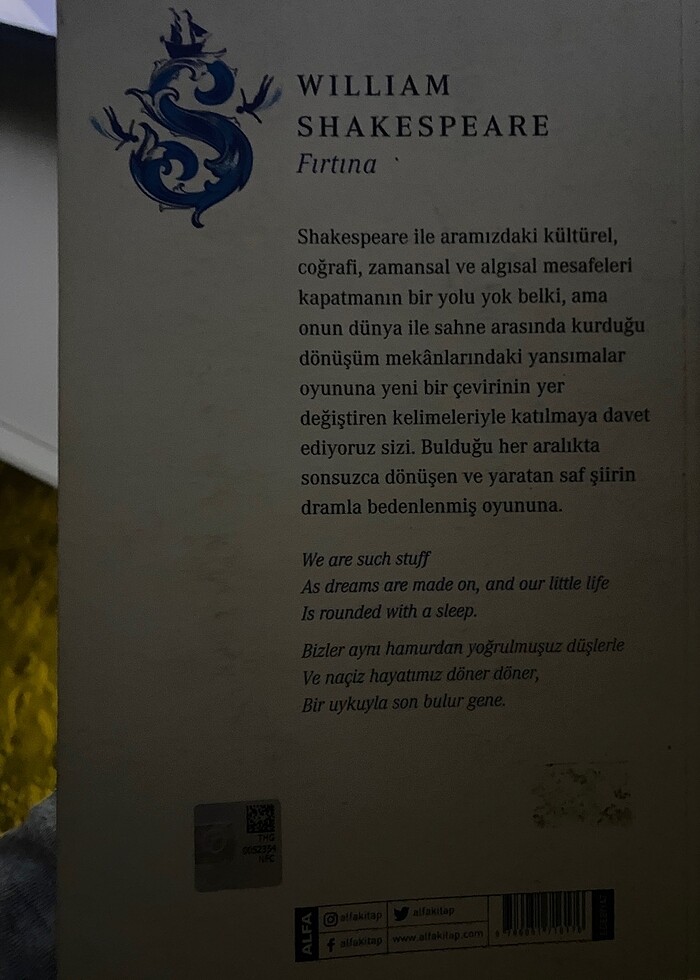 WILLIAM
SHAKESPEARE
Fırtına
Shakespeare ile aramızdaki kültürel,
coğrafi, zamansal ve algısal mesafeleri
kapatmanın bir yolu yok belki, ama
onun dünya ile sahne arasında kurduğu
dönüşüm mekânlarındaki yansımalar
oyununa yeni bir çevirinin yer
değiştiren kelimeleriyle katılmaya davet
ediyoruz sizi. Bulduğu her aralıkta
sonsuzca dönüşen ve yaratan saf şiirin
dramla bedenlenmiş oyununa.
We are such stuff
As dreams are made on, and our little life
Is rounded with a sleep.
Bizler aynı hamurdan yoğrulmuşuz düşlerle
Ve naçiz hayatımız döner döner,
Bir uykuyla son bulur gene.
ALFA
alfakitap
alfakitap
alfakitap
www.alfakitap.com